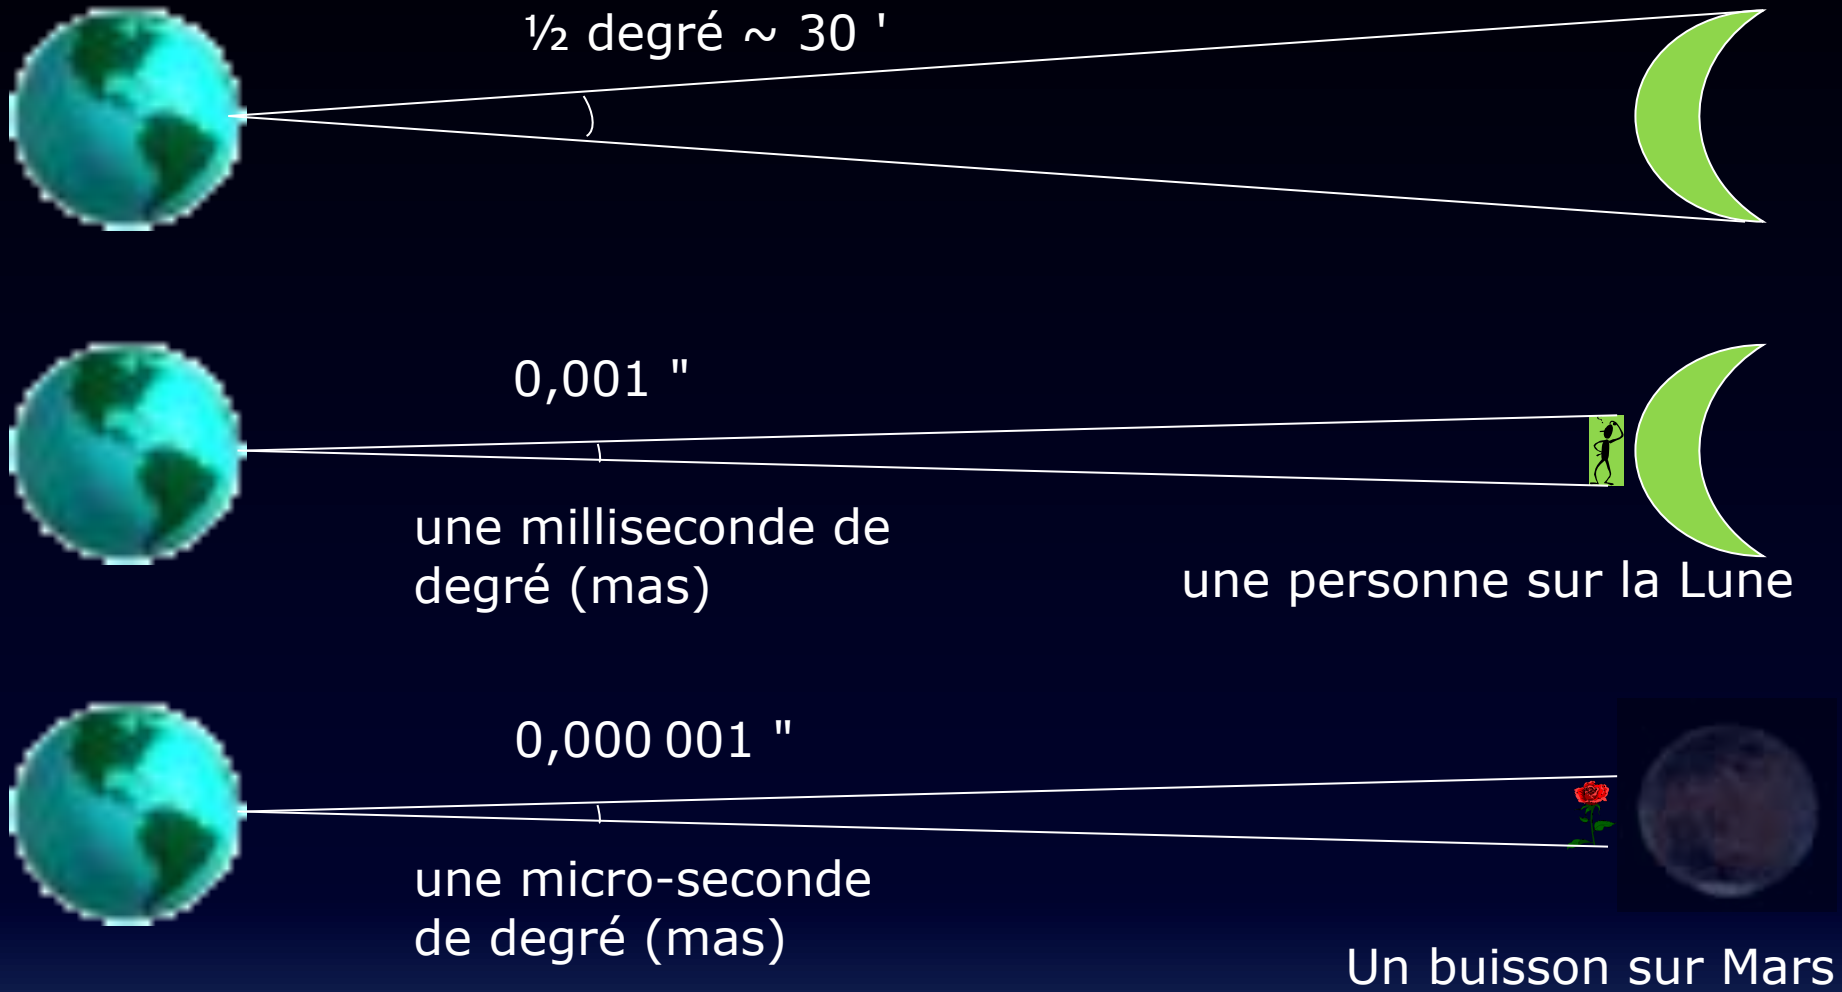 ½ degré ~ 30 '
0,001 "
une milliseconde de
degré (mas)
une personne sur la Lune
0,000 001 "
une micro-seconde
de degré (mas)
Un buisson sur Mars